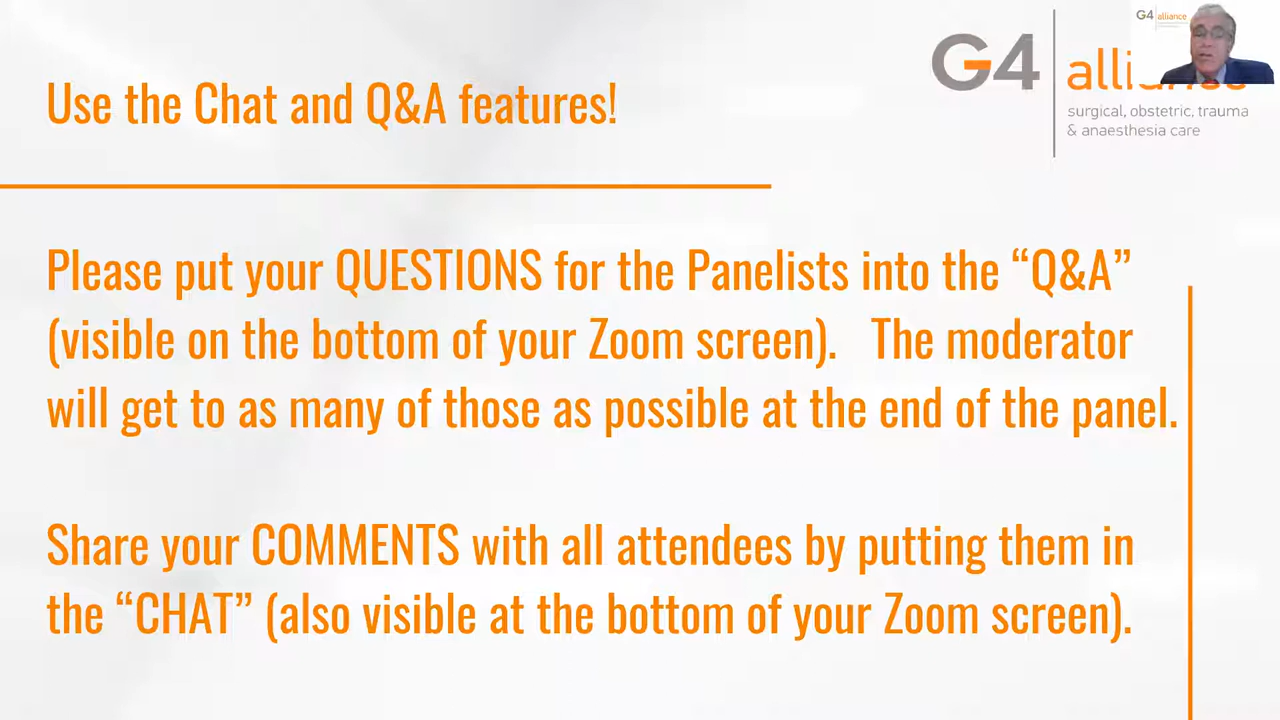 G4 alliance
Use the Chat and Q&A features!
G4 alli
surgical, obstetric, trauma
& anaesthesia care
Please put your QUESTIONS for the Panelists into the “Q&A”
(visible on the bottom of your Zoom screen).   The moderator
will get to as many of those as possible at the end of the panel.
Share your COMMENTS with all attendees by putting them in
the “CHAT” (also visible at the bottom of your Zoom screen).